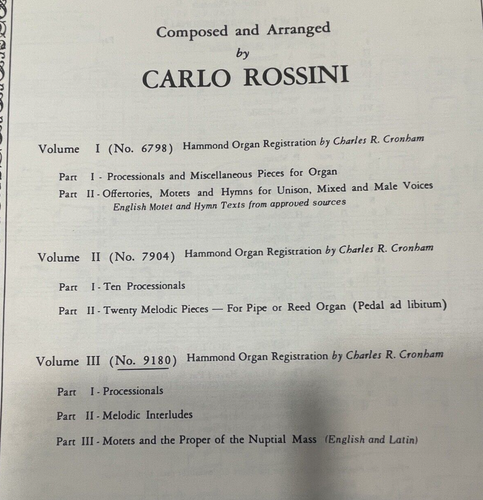 Composed and Arranged
by
CARLO ROSSINI
Volume I (No. 6798) Hammond Organ Registration by Charles R. Cronham
Part I - Processionals and Miscellaneous Pieces for Organ
Part II - Offertories, Motets and Hymns for Unison, Mixed and Male Voices
English Motet and Hymn Texts from approved sources
Volume II (No. 7904) Hammond Organ Registration by Charles R. Cronham
Part I - Ten Processionals
Part II - Twenty Melodic Pieces — For Pipe or Reed Organ (Pedal ad libitum)
Volume III (No. 9180) Hammond Organ Registration by Charles R. Cronham
Part I - Processionals
Part II - Melodic Interludes
Part III - Motets and the Proper of the Nuptial Mass (English and Latin)